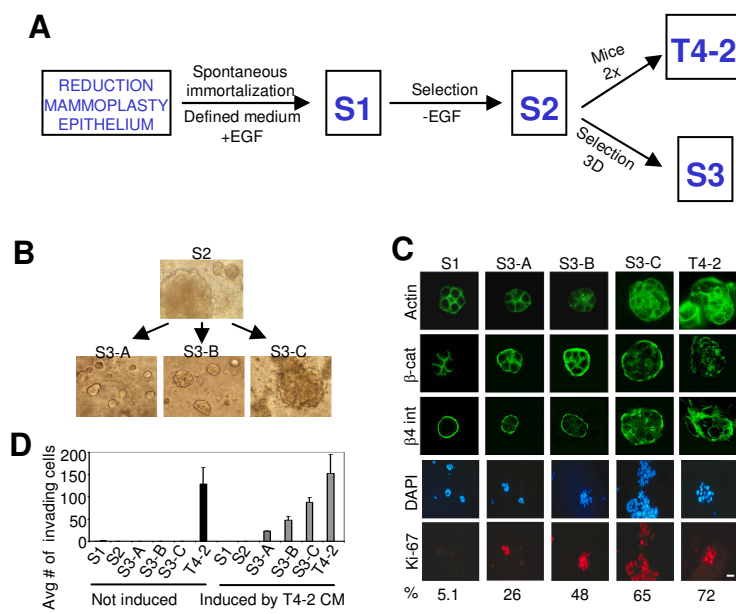 A
REDUCTION
MAMMOPLASTY
EPITHELIUM
Spontaneous
immortalization
Defined medium
+EGF
S1
Selection
-EGF
S2
Mice
2x
T4-2
Selection
3D
S3
B
S2
S3-A
S3-B
S3-C
C
S1
S3-A
S3-B
S3-C
T4-2
Actin
β-cat
β4 int
DAPI
Ki-67
%
5.1
26
48
65
72
D
Avg # of invading cells
200
150
100
50
0
S1
S2
S3-A
S3-B
S3-C
T4-2
S1
S2
S3-A
S3-B
S3-C
T4-2
Not induced
Induced by T4-2 CM